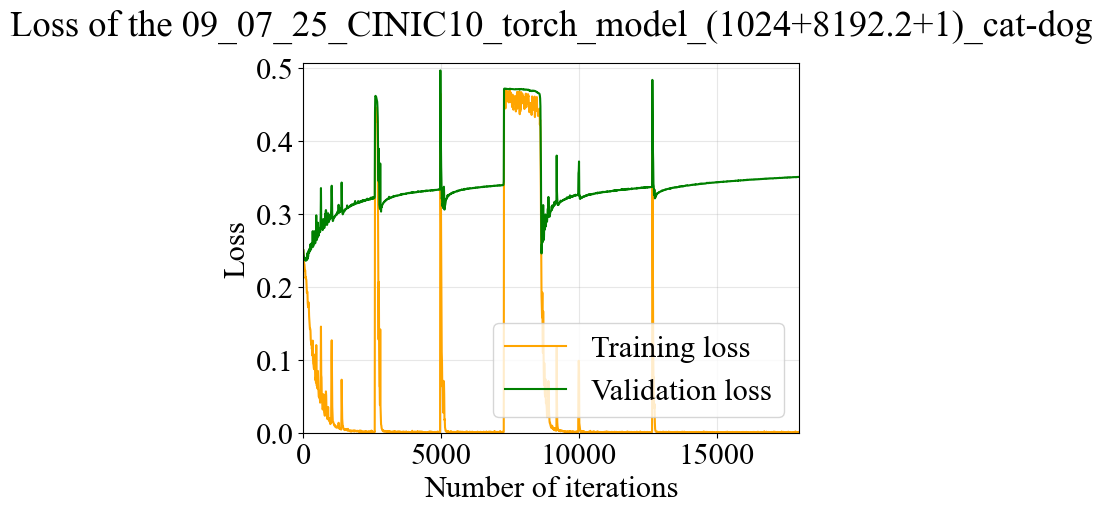 Loss of the 09_07_25_CINIC10_torch_model_(1024+8192.2+1)_cat-dog
0.5
0.4
0.3
0.2
0.1
0.0
Loss
Training loss
Validation loss
0 5000 10000 15000
Number of iterations